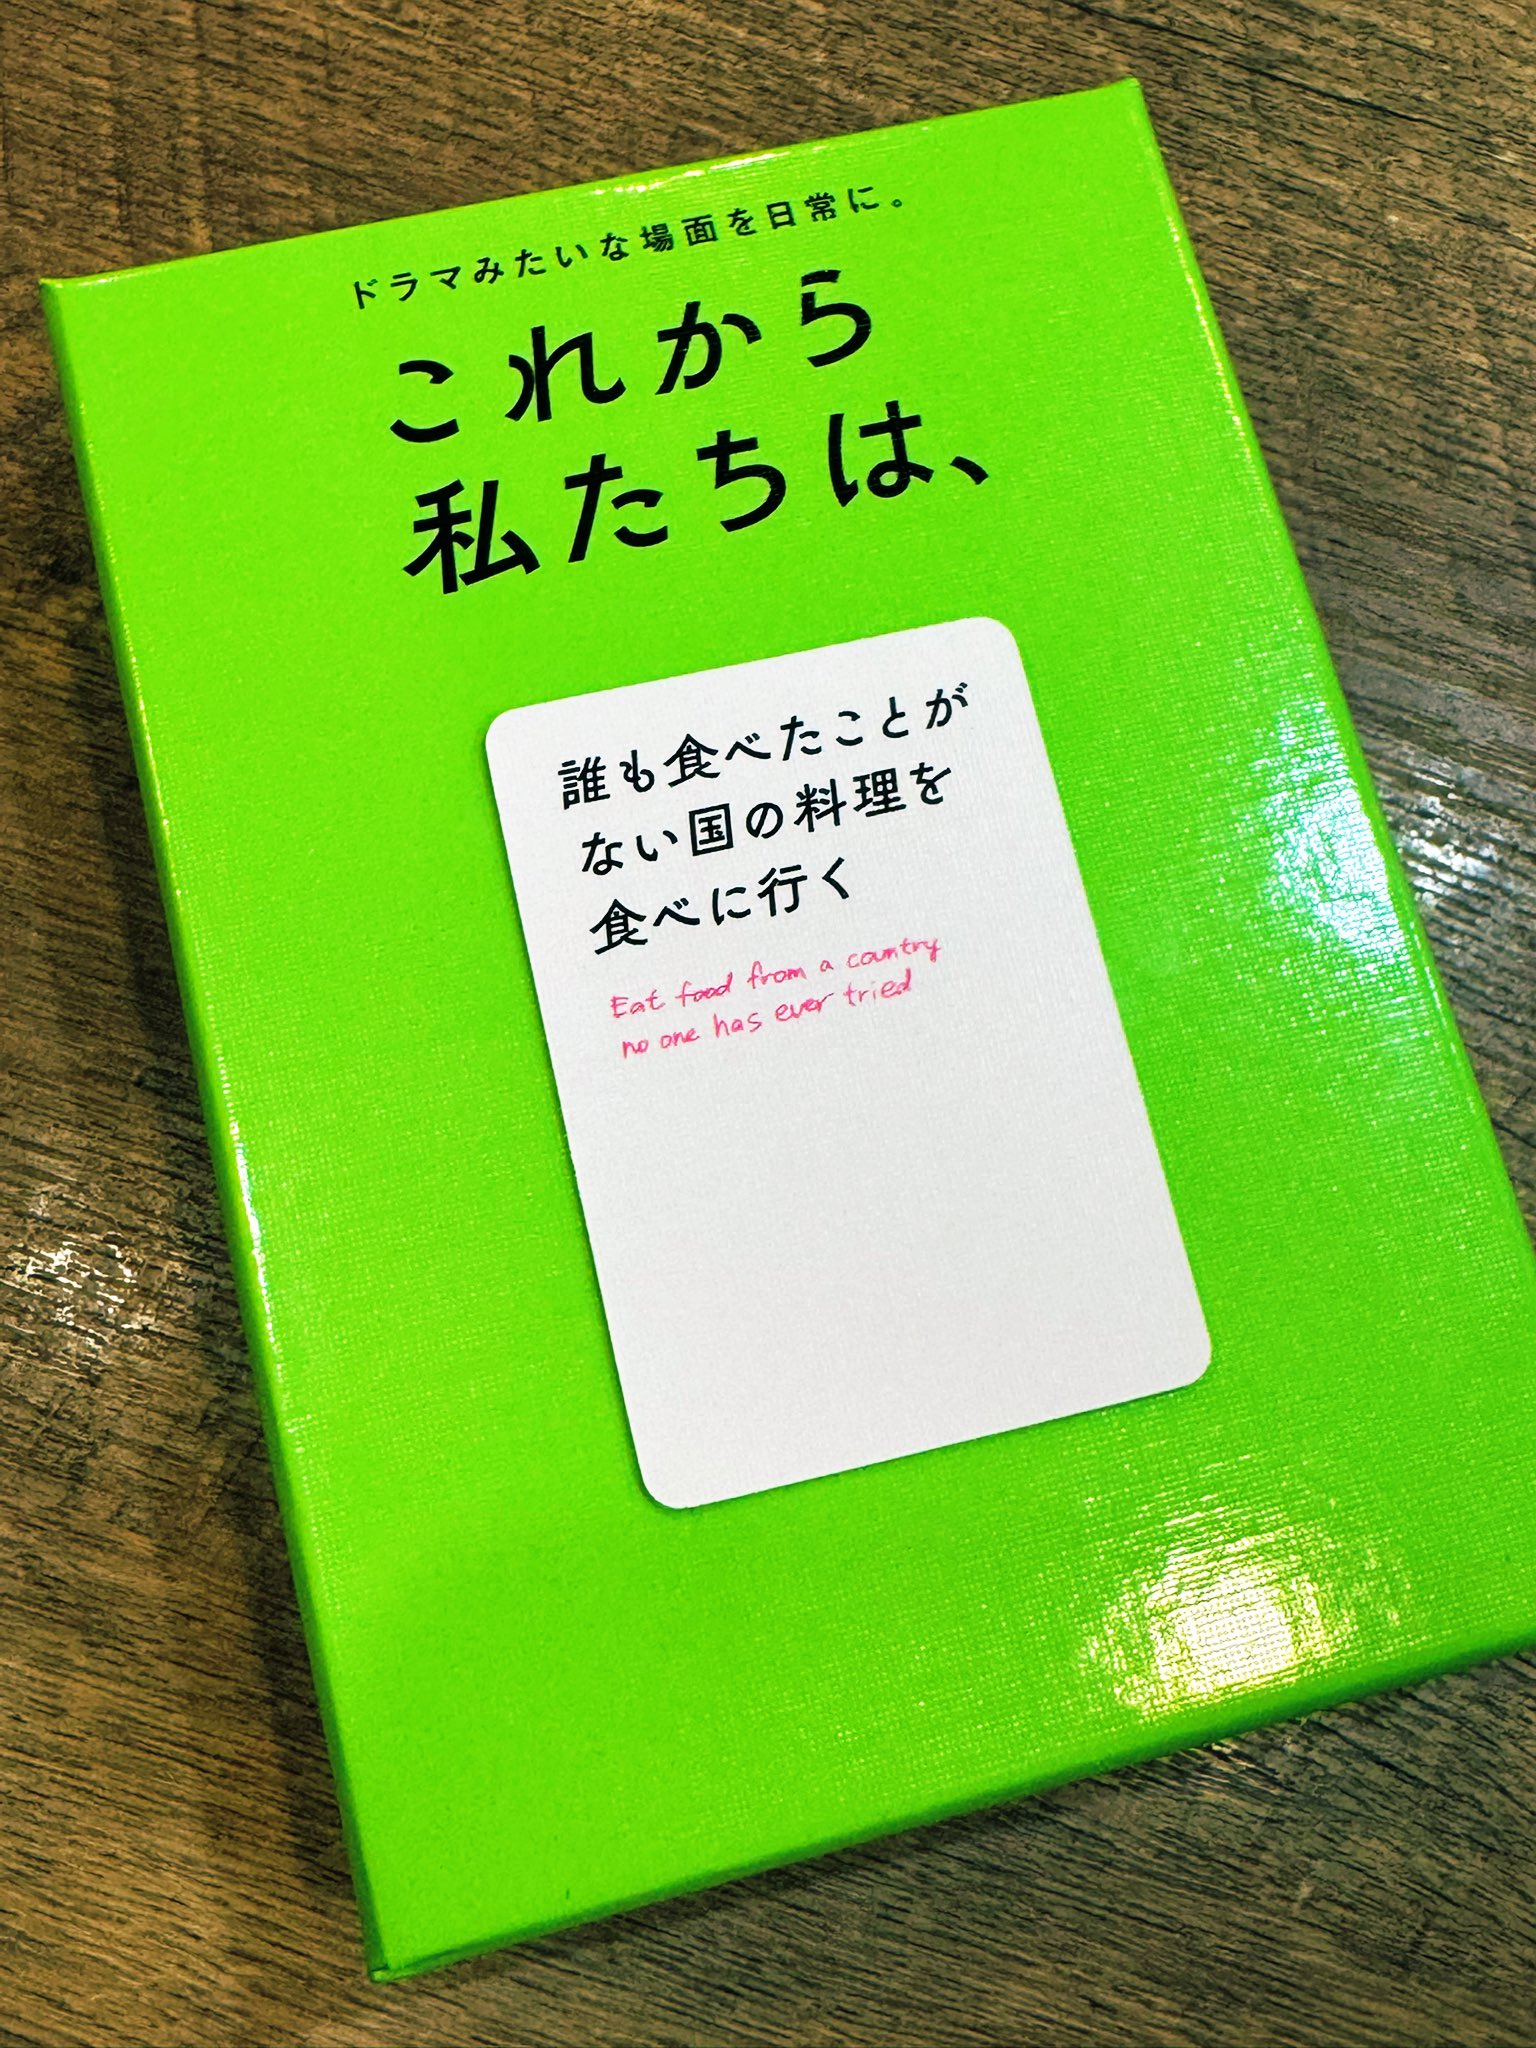 ドラマみたいな場面を日常に。
これから
私たちは、
誰も食べたことが
ない国の料理を
食べに行く
Eat food from a country
no one has ever tried